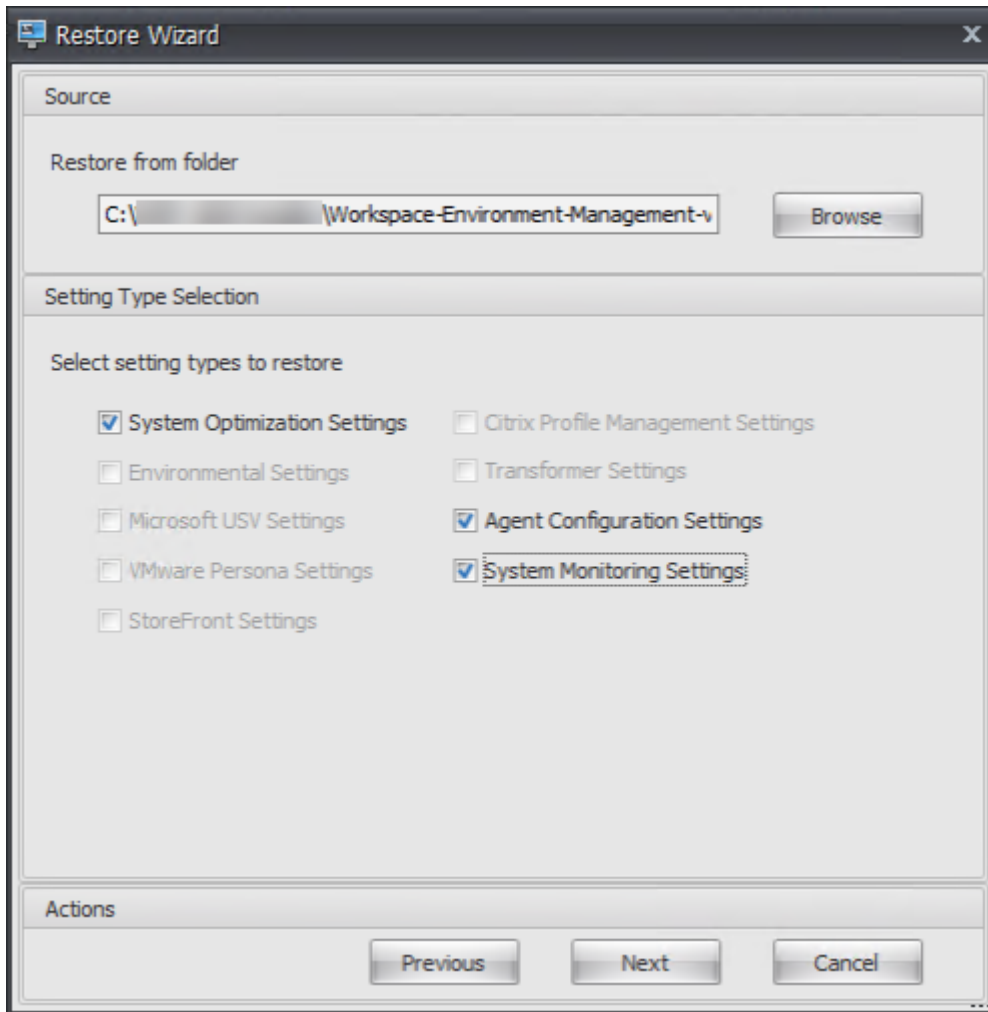 Restore Wizard
x
Source
Restore from folder
C:\ \Workspace-Environment-Management-v
Browse
Setting Type Selection
Select setting types to restore
System Optimization Settings
Citrix Profile Management Settings
Environmental Settings
Transformer Settings
Microsoft USV Settings
Agent Configuration Settings
VMware Persona Settings
System Monitoring Settings
StoreFront Settings
Actions
Previous
Next
Cancel